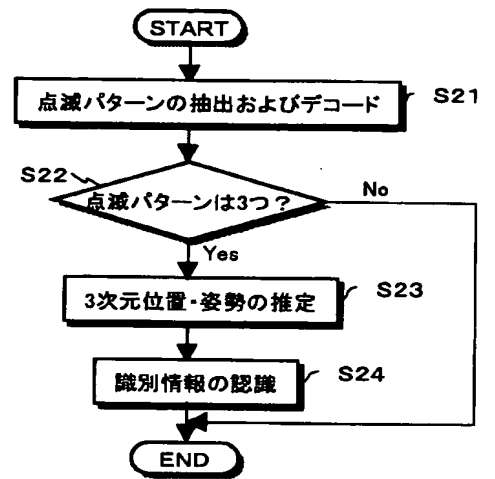 START
点滅パターンの抽出およびデコード
S21
S22
点滅パターンは3つ?
No
Yes
3次元位置・姿勢の推定
S23
識別情報の認識
S24
END